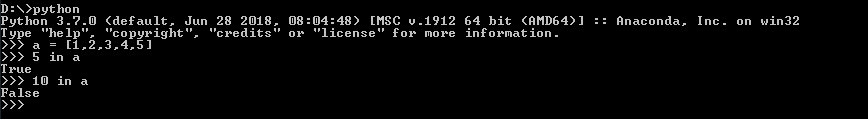 D:\>python
Python 3.7.0 (default, Jun 28 2018, 08:04:48) [MSC v.1912 64 bit (AMD64)] :: Anaconda, Inc. on win32
Type "help", "copyright", "credits" or "license" for more information.
>>> a = [1,2,3,4,5]
>>> 5 in a
True
>>> 10 in a
False
>>>